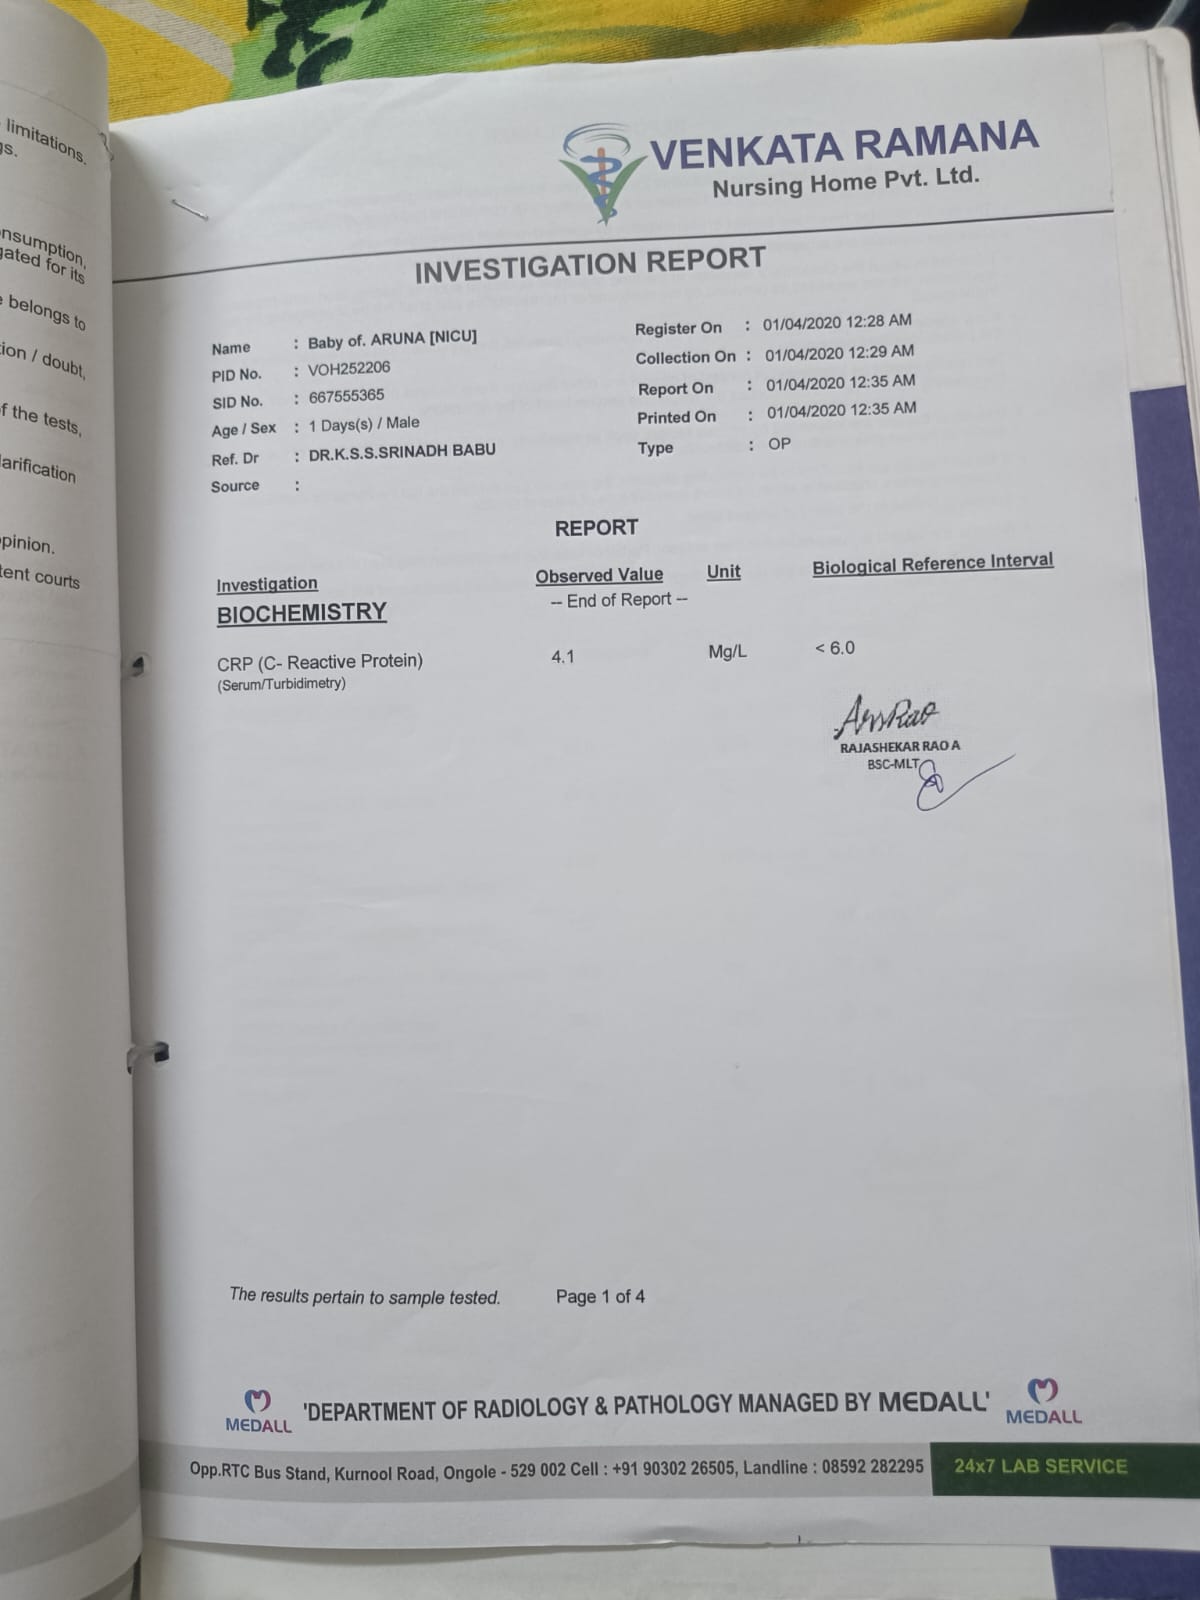 limitations.
gs.
onsumption,
gated for its
e belongs to
tion / doubt,
of the tests,
larification
opinion.
tent courts
VENKATA RAMANA
Nursing Home Pvt. Ltd.
INVESTIGATION REPORT
Name : Baby of. ARUNA [NICU]
PID No. : VOH252206
SID No. : 667555365
Age / Sex : 1 Days(s) / Male
Ref. Dr : DR.K.S.S.SRINADH BABU
Source :
Register On : 01/04/2020 12:28 AM
Collection On : 01/04/2020 12:29 AM
Report On : 01/04/2020 12:35 AM
Printed On : 01/04/2020 12:35 AM
Type : OP
REPORT
Investigation Observed Value Unit Biological Reference Interval
-- End of Report --
BIOCHEMISTRY
CRP (C- Reactive Protein) 4.1 Mg/L < 6.0
(Serum/Turbidimetry)
RAJASHEKAR RAO A
BSC-MLT
The results pertain to sample tested. Page 1 of 4
MEDALL 'DEPARTMENT OF RADIOLOGY & PATHOLOGY MANAGED BY MEDALL' MEDALL
Opp.RTC Bus Stand, Kurnool Road, Ongole - 529 002 Cell : +91 90302 26505, Landline : 08592 282295 24x7 LAB SERVICE